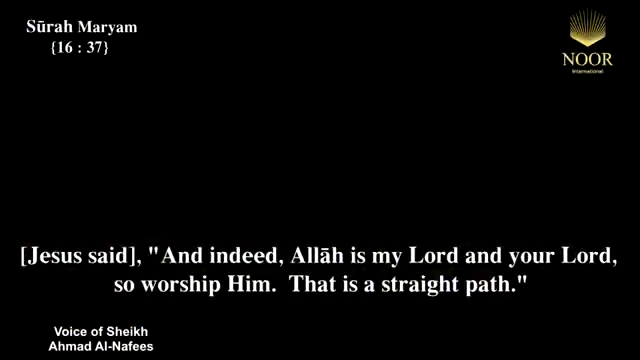 Sūrah Maryam
{16 : 37}
NOOR
International
[Jesus said], "And indeed, Allāh is my Lord and your Lord,
so worship Him.  That is a straight path."
Voice of Sheikh
Ahmad Al-Nafees